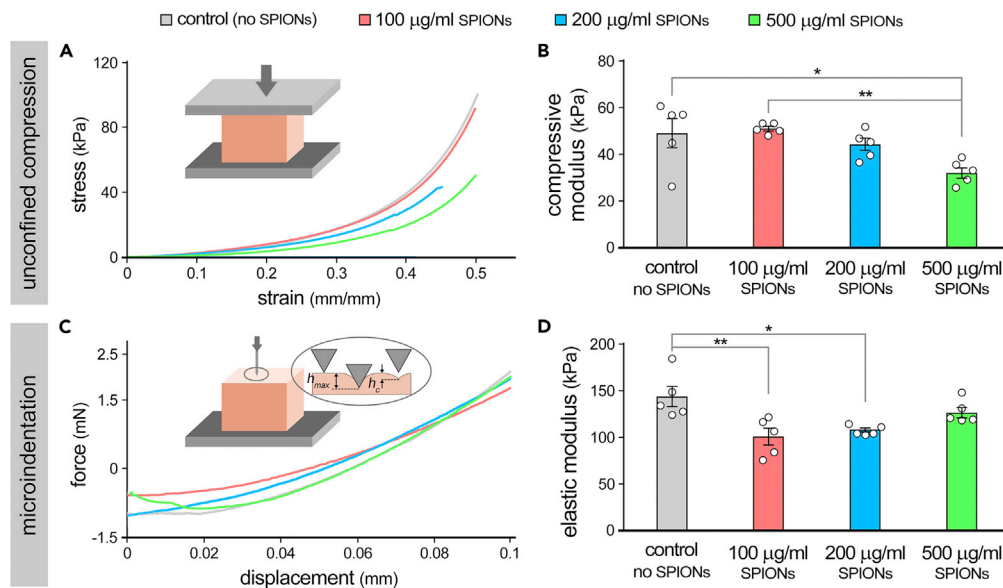 control (no SPIONs) 100 µg/ml SPIONs 200 µg/ml SPIONs 500 µg/ml SPIONs
unconfined compression
A
120
80
40
0
stress (kPa)
0 0.1 0.2 0.3 0.4 0.5
strain (mm/mm)
B
80
60
40
20
0
compressive
modulus (kPa)
*
**
control
no SPIONs
100 µg/ml
SPIONs
200 µg/ml
SPIONs
500 µg/ml
SPIONs
microindentation
C
2.5
1.5
0
-1.5
force (mN)
hmax
hc
0 0.02 0.04 0.06 0.08 0.1
displacement (mm)
D
200
150
100
50
0
elastic modulus (kPa)
*
**
control
no SPIONs
100 µg/ml
SPIONs
200 µg/ml
SPIONs
500 µg/ml
SPIONs